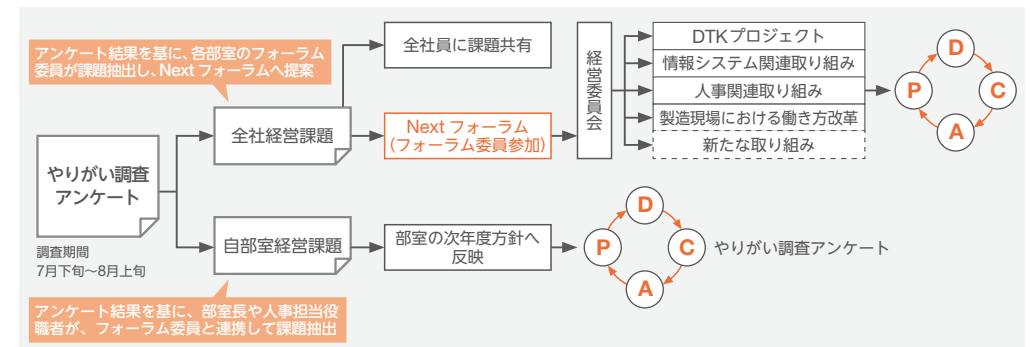 アンケート結果を基に、各部室のフォーラム
委員が課題抽出し、Next フォーラムへ提案
全社員に課題共有
全社経営課題
Next フォーラム
(フォーラム委員参加)
経営委員会
DTKプロジェクト
情報システム関連取り組み
人事関連取り組み
製造現場における働き方改革
新たな取り組み
D
P
C
A
やりがい調査
アンケート
調査期間
7月下旬～8月上旬
自部室経営課題
部室の次年度方針へ
反映
D
P
C
A
やりがい調査アンケート
アンケート結果を基に、部室長や人事担当役
職者が、フォーラム委員と連携して課題抽出